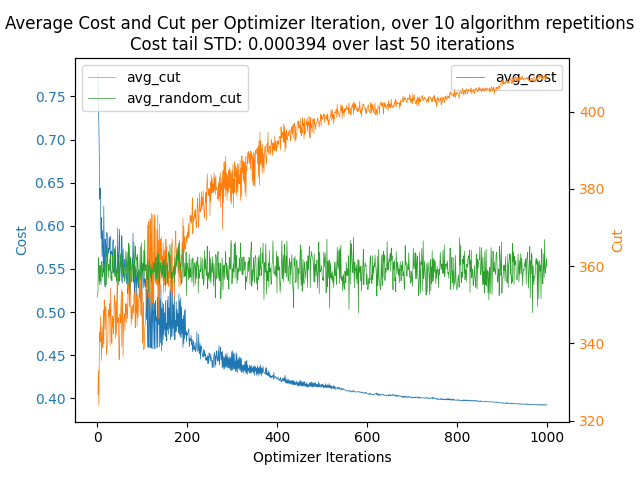 Average Cost and Cut per Optimizer Iteration, over 10 algorithm repetitions
Cost tail STD: 0.000394 over last 50 iterations
avg_cut
avg_random_cut
avg_cost
0.75
0.70
0.65
0.60
0.55
0.50
0.45
0.40
Cost
400
380
360
340
320
Cut
0
200
400
600
800
1000
Optimizer Iterations